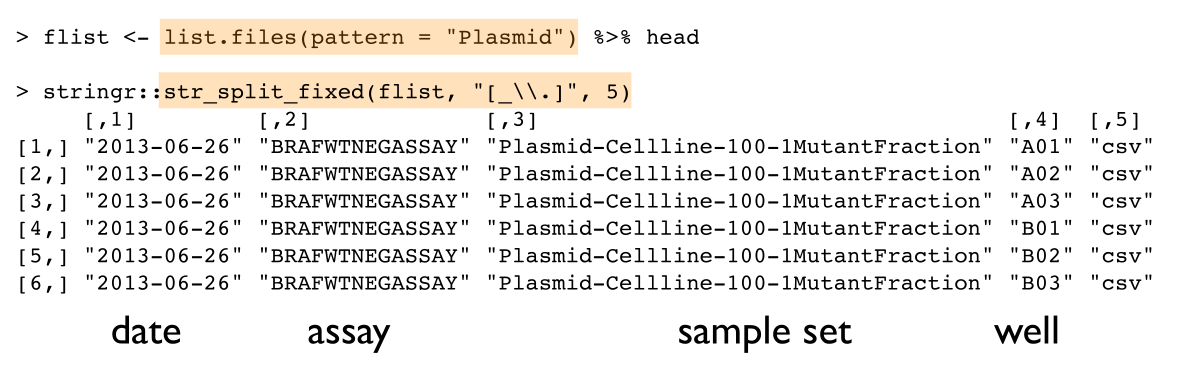 > flist <- list.files(pattern = "Plasmid") %>% head
> stringr::str_split_fixed(flist, "[_\\.]", 5)
[,1] [,2] [,3] [,4] [,5]
[1,] "2013-06-26" "BRAFWTNEGASSAY" "Plasmid-Cellline-100-1MutantFraction" "A01" "csv"
[2,] "2013-06-26" "BRAFWTNEGASSAY" "Plasmid-Cellline-100-1MutantFraction" "A02" "csv"
[3,] "2013-06-26" "BRAFWTNEGASSAY" "Plasmid-Cellline-100-1MutantFraction" "A03" "csv"
[4,] "2013-06-26" "BRAFWTNEGASSAY" "Plasmid-Cellline-100-1MutantFraction" "B01" "csv"
[5,] "2013-06-26" "BRAFWTNEGASSAY" "Plasmid-Cellline-100-1MutantFraction" "B02" "csv"
[6,] "2013-06-26" "BRAFWTNEGASSAY" "Plasmid-Cellline-100-1MutantFraction" "B03" "csv"
date assay sample set well